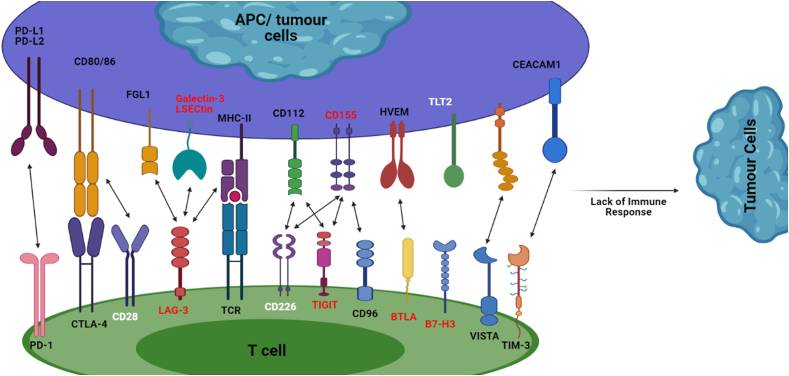 APC/ tumour
cells
PD-L1
PD-L2
CD80/86
FGL1
Galectin-3
LSECtin
MHC-II
CD112
CD155
HVEM
TLT2
CEACAM1
Lack of Immune
Response
Tumour Cells
PD-1
CTLA-4
CD28
LAG-3
TCR
CD226
TIGIT
CD96
BTLA
B7-H3
VISTA
TIM-3
T cell